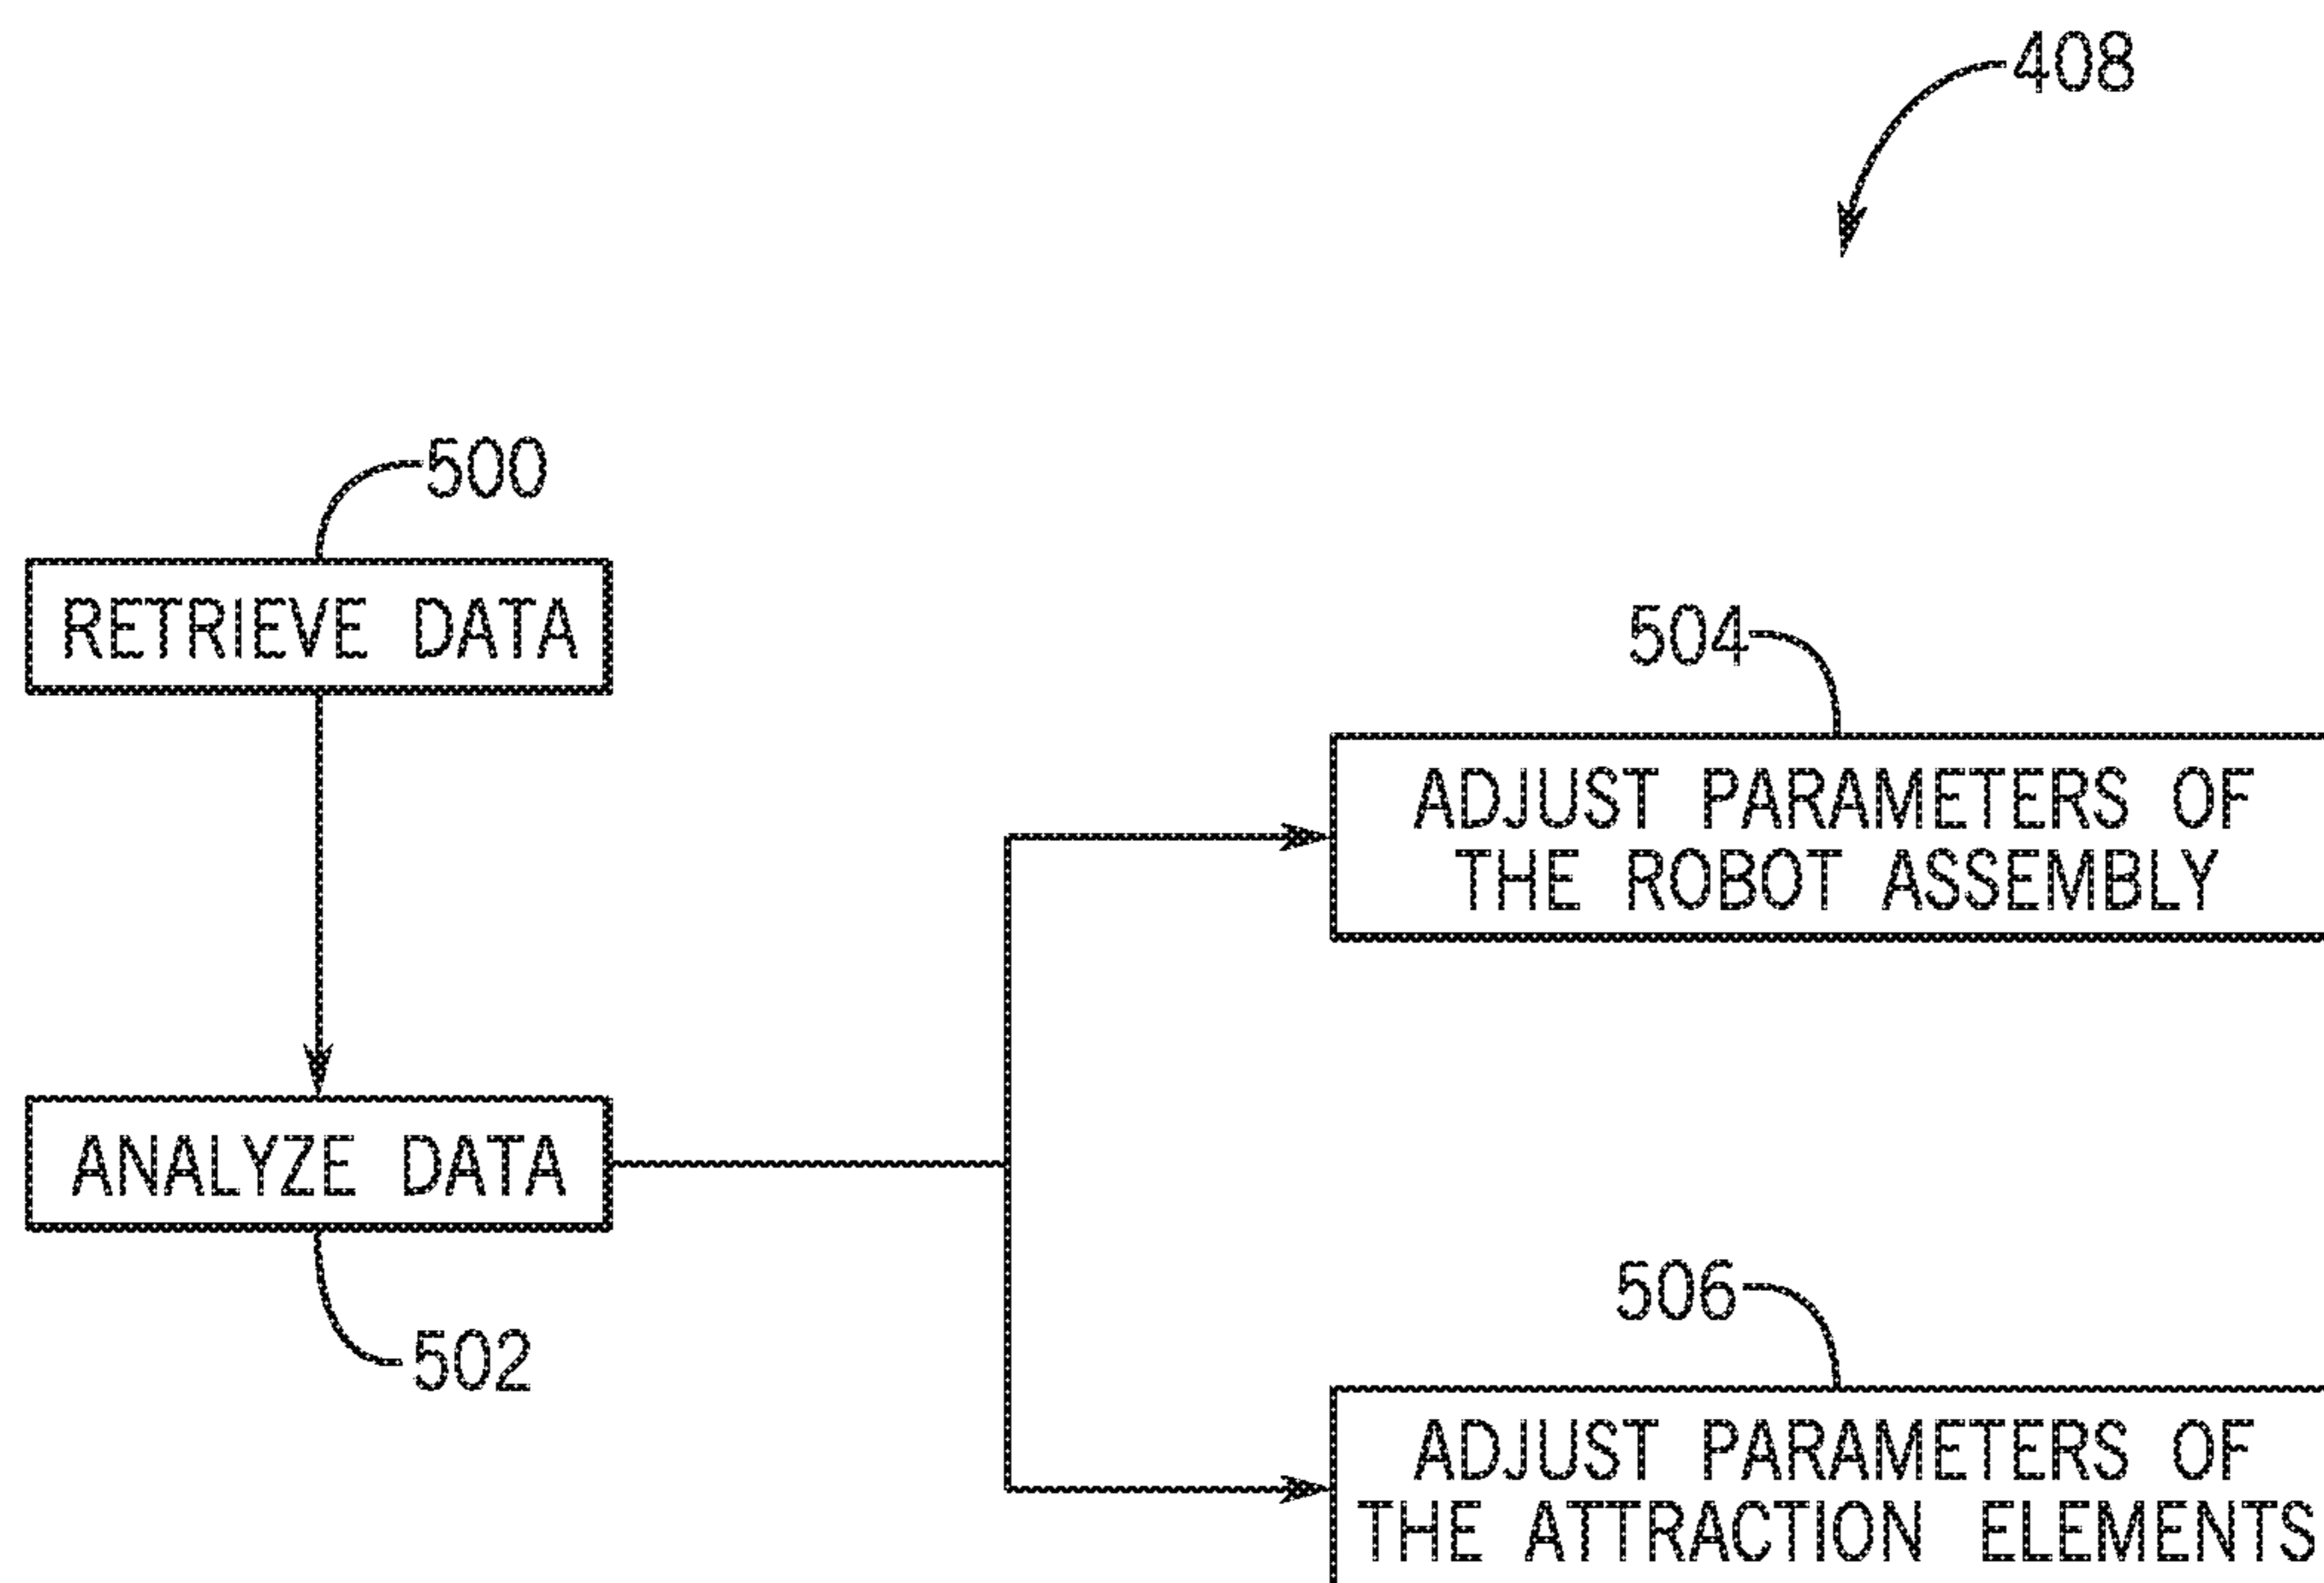 408
500
RETRIEVE DATA
504
ADJUST PARAMETERS OF
THE ROBOT ASSEMBLY
ANALYZE DATA
502
506
ADJUST PARAMETERS OF
THE ATTRACTION ELEMENTS